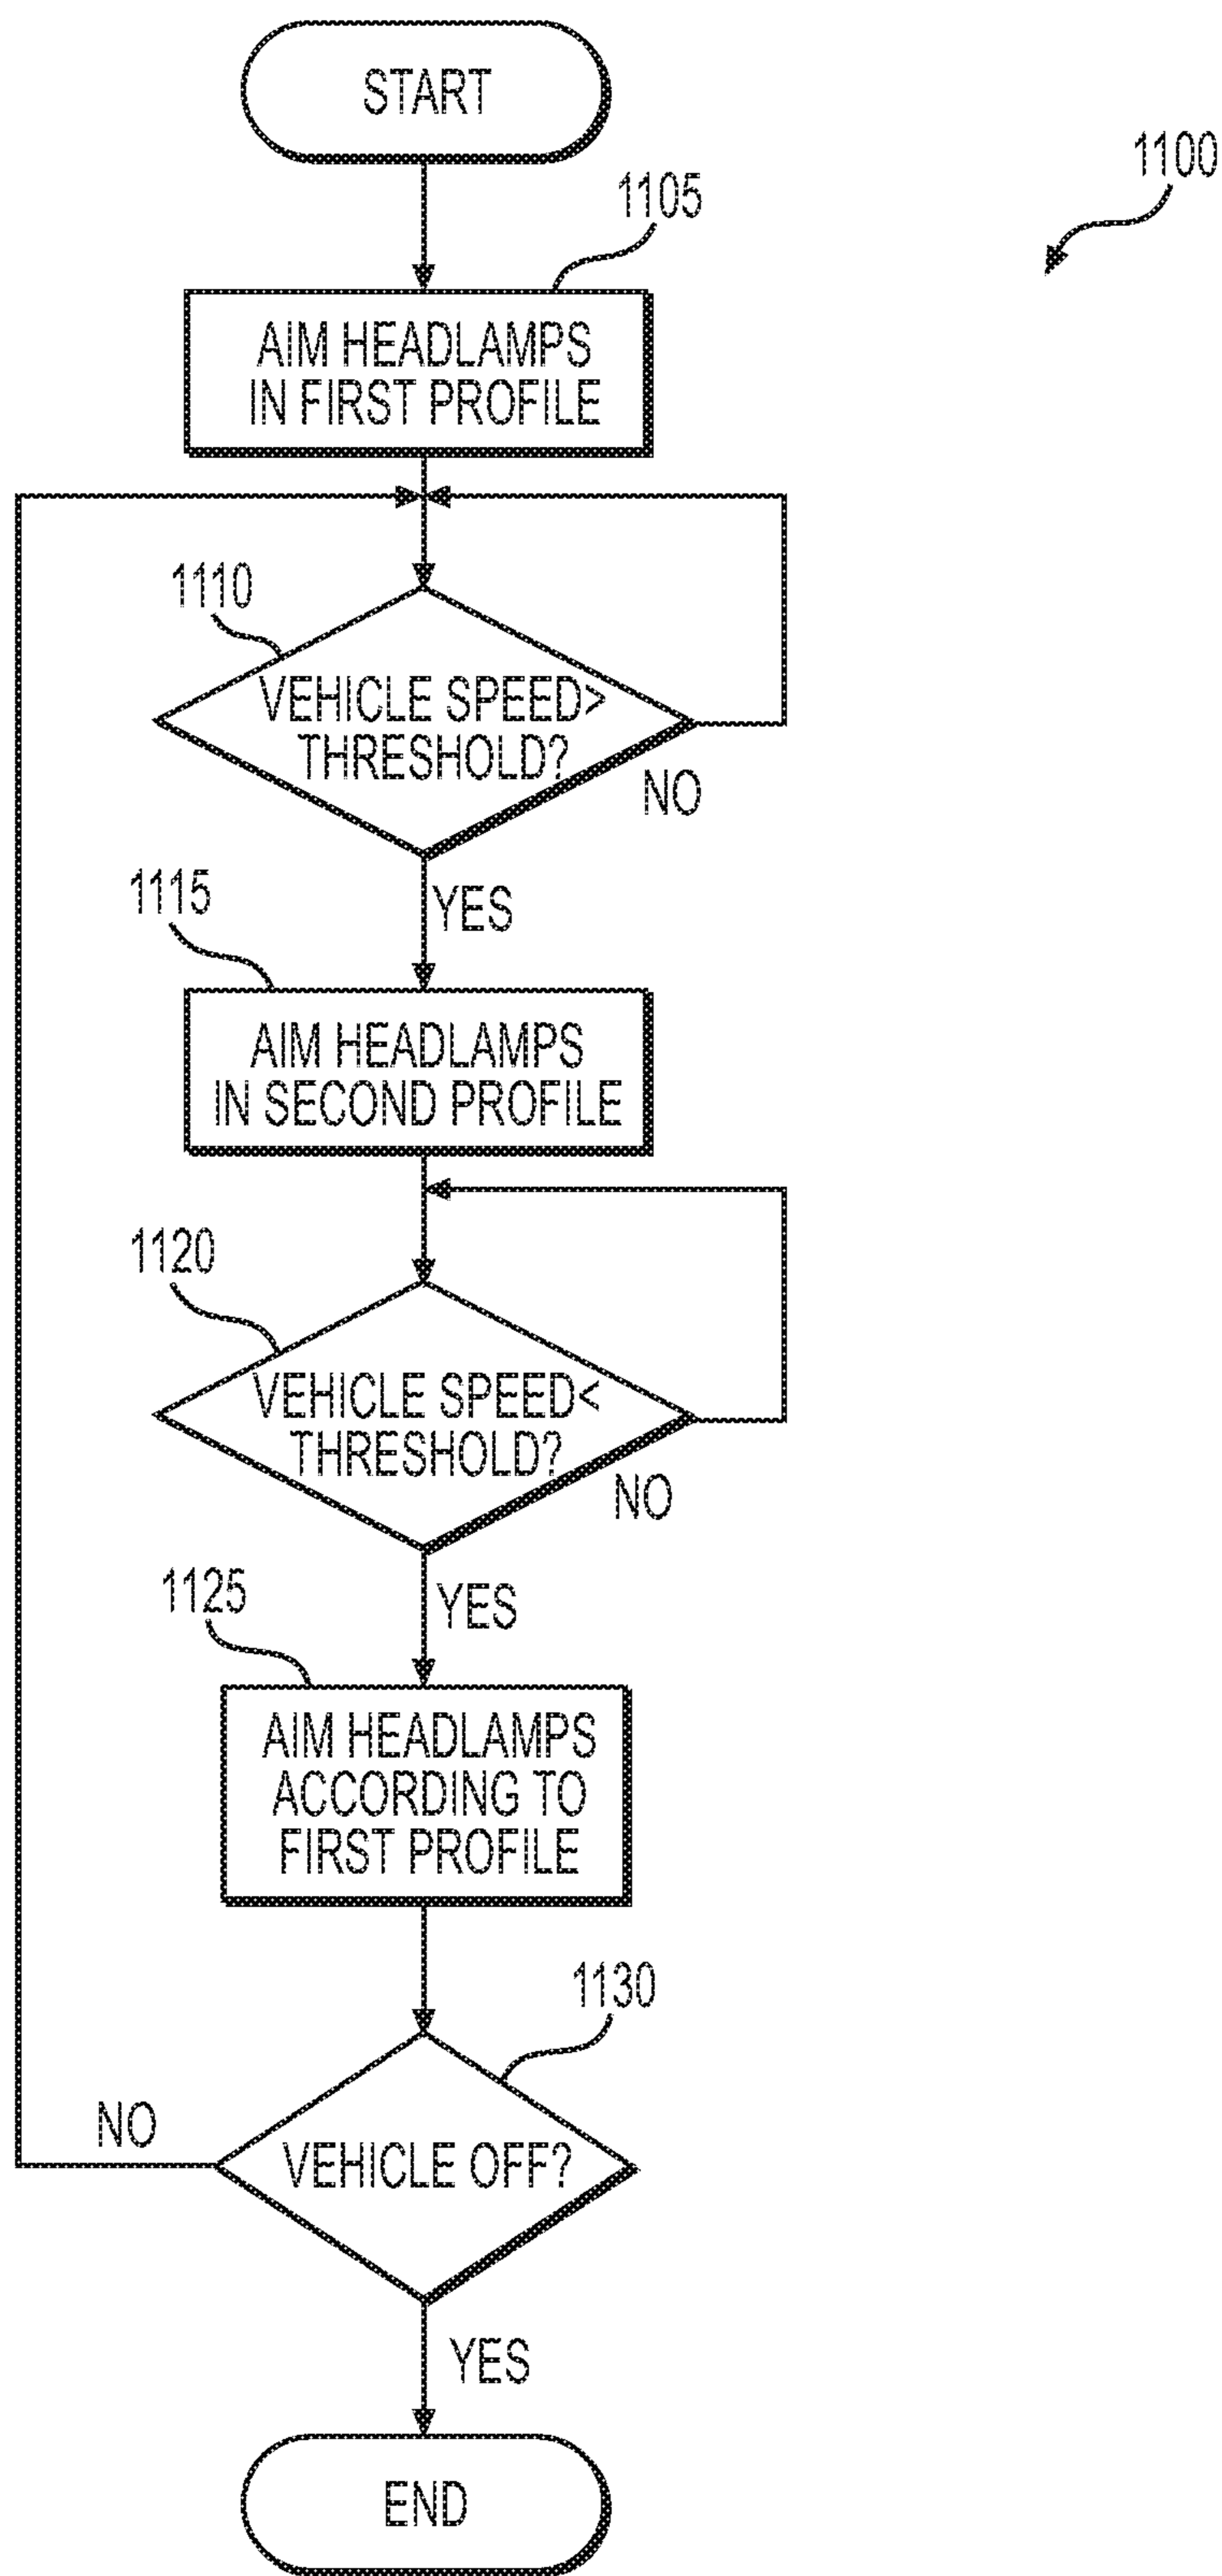 START
1100
1105
AIM HEADLAMPS
IN FIRST PROFILE
1110
VEHICLE SPEED>
THRESHOLD?
NO
1115
YES
AIM HEADLAMPS
IN SECOND PROFILE
1120
VEHICLE SPEED<
THRESHOLD?
NO
1125
YES
AIM HEADLAMPS
ACCORDING TO
FIRST PROFILE
1130
NO
VEHICLE OFF?
YES
END